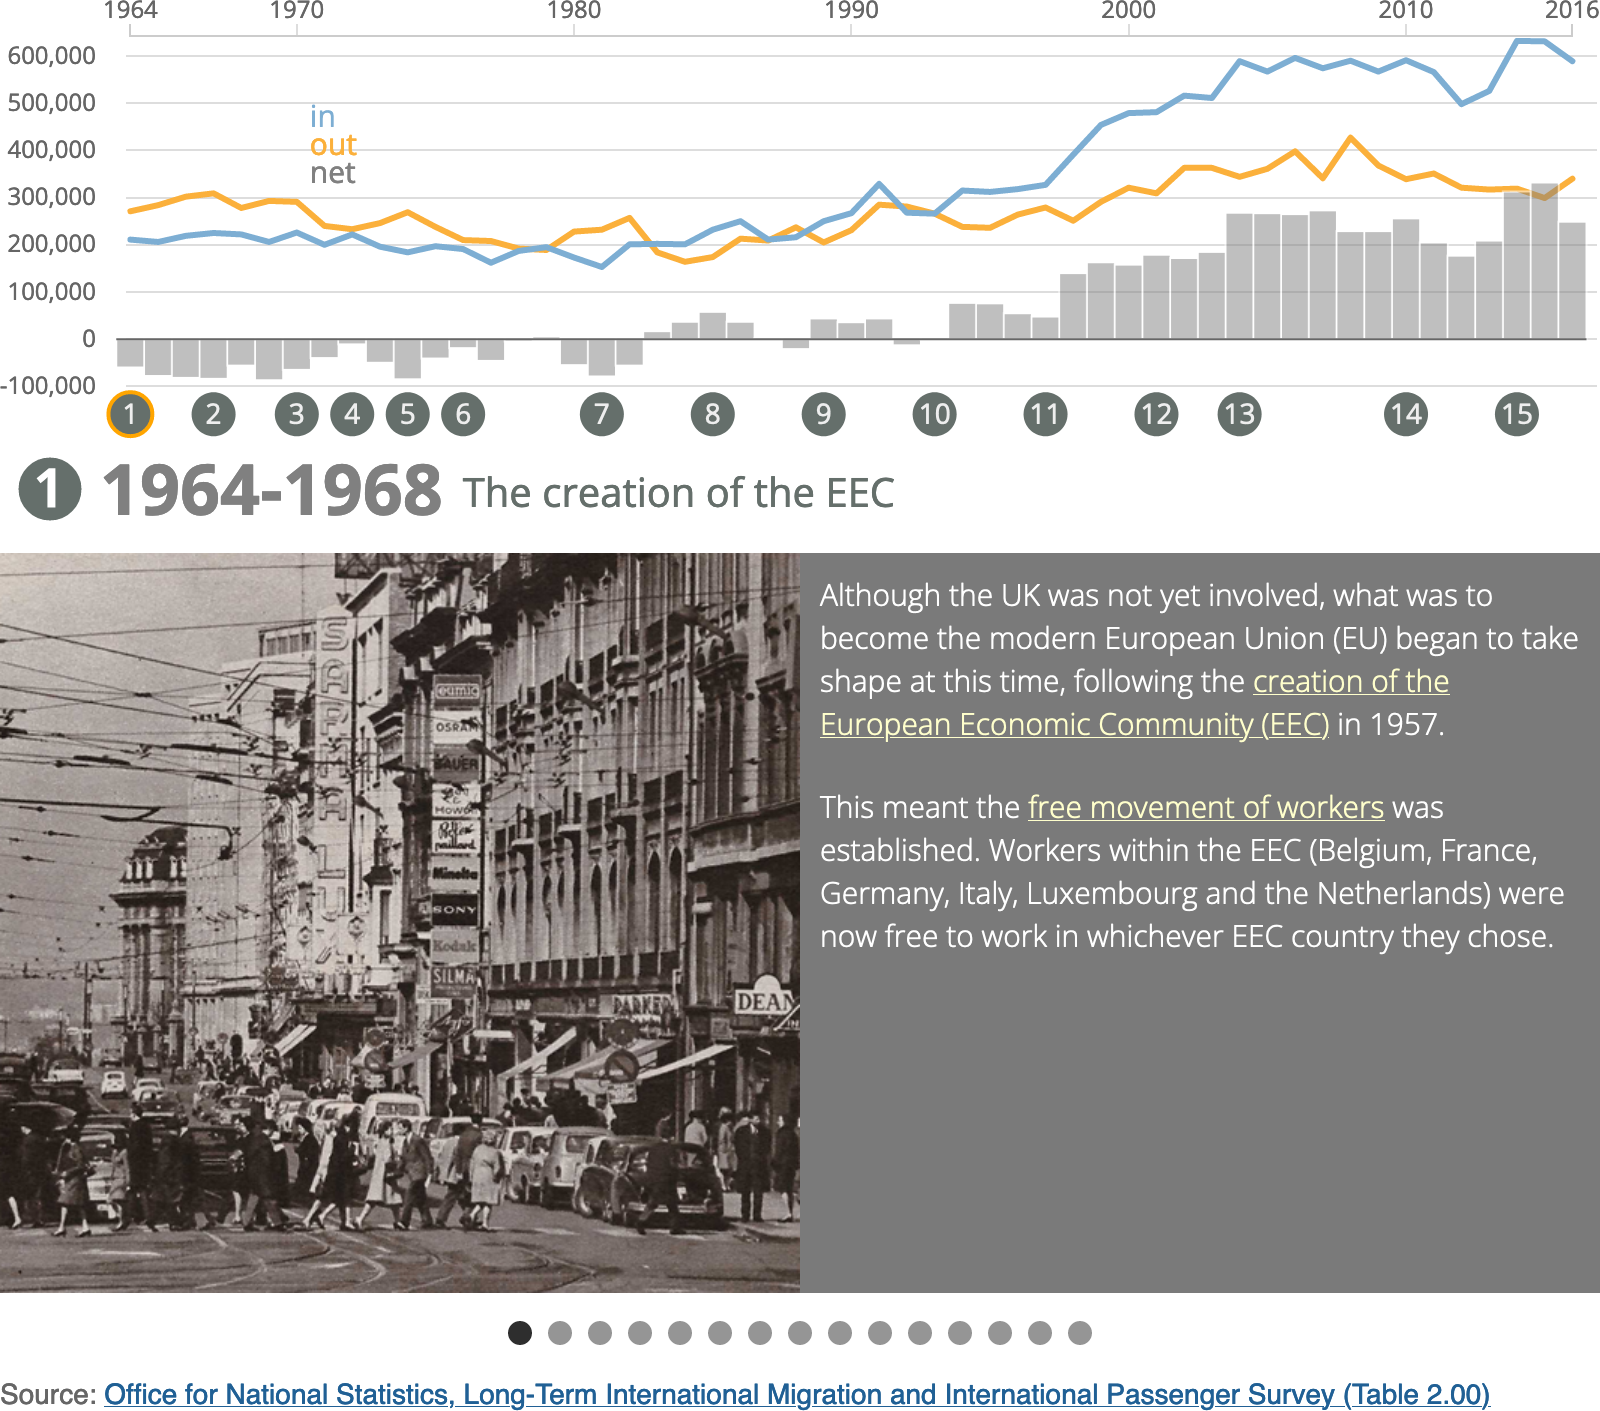 1964 1970 1980 1990 2000 2010 2016
600,000
500,000
400,000
300,000
200,000
100,000
0
-100,000
in
out
net
1 2 3 4 5 6 7 8 9 10 11 12 13 14 15
1 1964-1968 The creation of the EEC
SARMA LUX
eumig
OSRAM
BAUER
Minolta
SONY
Kodak
SILMA
PARKER
DEAN
Although the UK was not yet involved, what was to
become the modern European Union (EU) began to take
shape at this time, following the creation of the
European Economic Community (EEC) in 1957.
This meant the free movement of workers was
established. Workers within the EEC (Belgium, France,
Germany, Italy, Luxembourg and the Netherlands) were
now free to work in whichever EEC country they chose.
Source: Office for National Statistics, Long-Term International Migration and International Passenger Survey (Table 2.00)